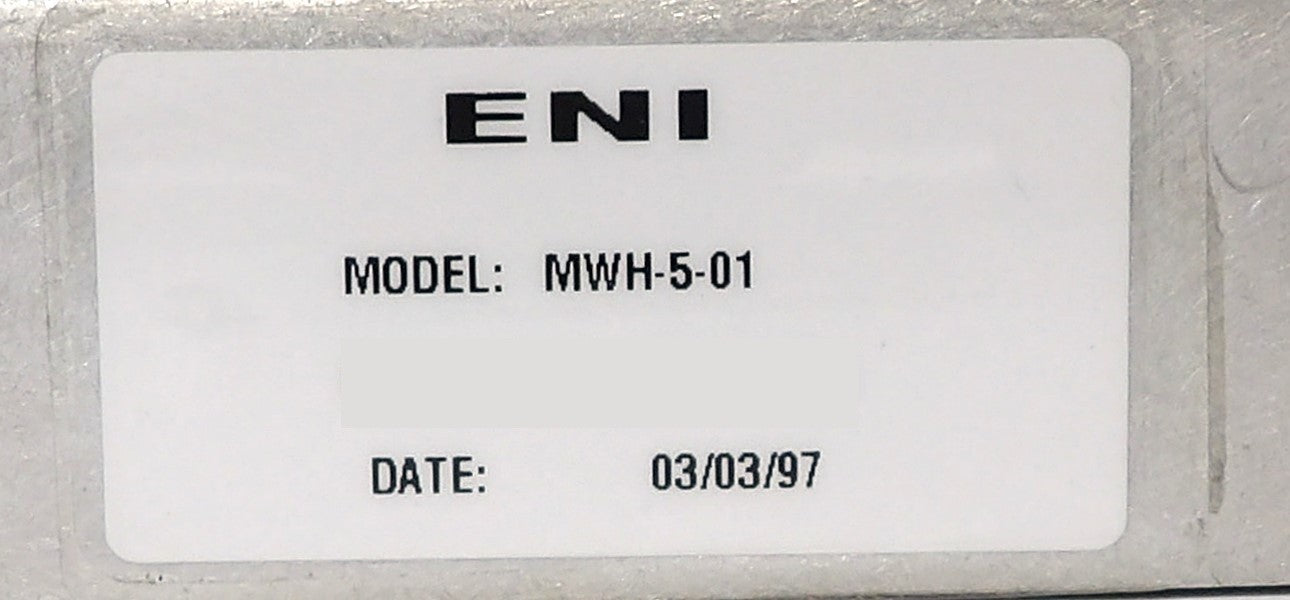 ENI
MODEL: MWH-5-01
DATE: 03/03/97